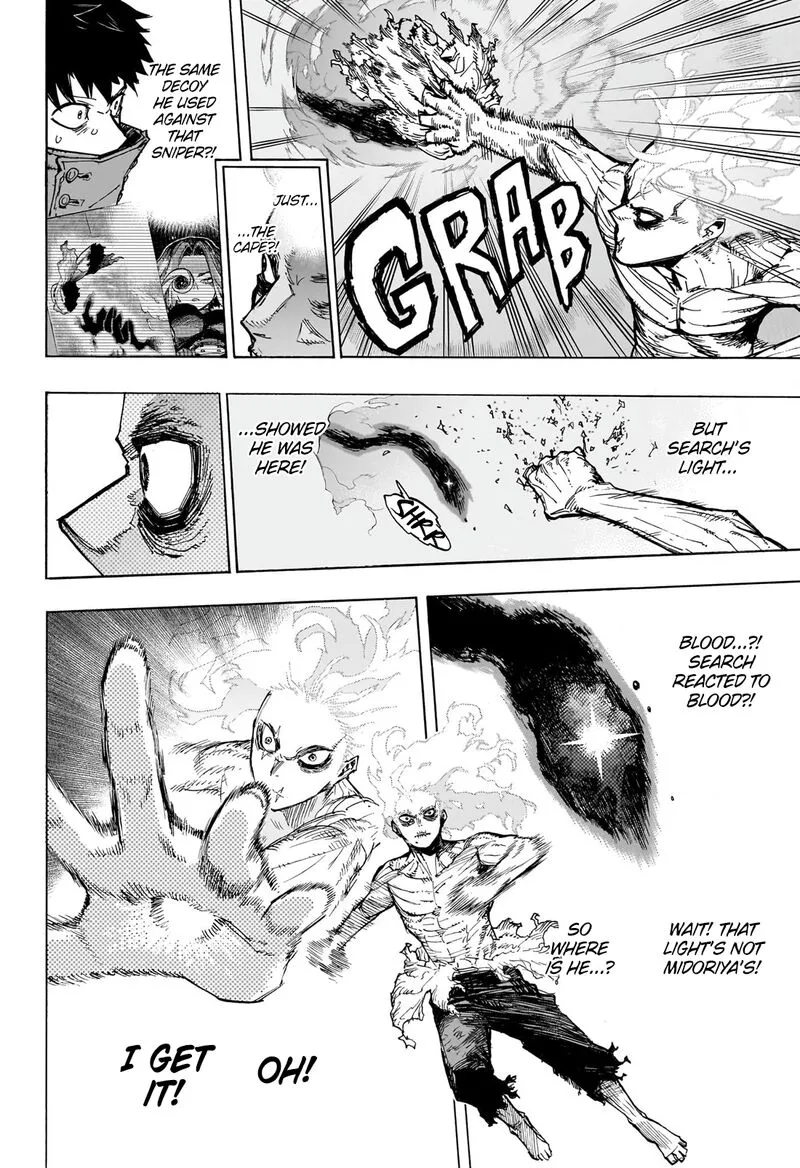 GRAB
JUST...
...THE
CAPE?!
THE SAME
DECOY
HE USED
AGAINST
THAT
SNIPER?!
BUT
SEARCH'S
LIGHT...
CHRR
...SHOWED
HE WAS
HERE!
BLOOD...?!
SEARCH
REACTED TO
BLOOD?!
WAIT! THAT
LIGHT'S NOT
MIDORIYA'S!
SO
WHERE
IS HE...?
OH!
I GET
IT!